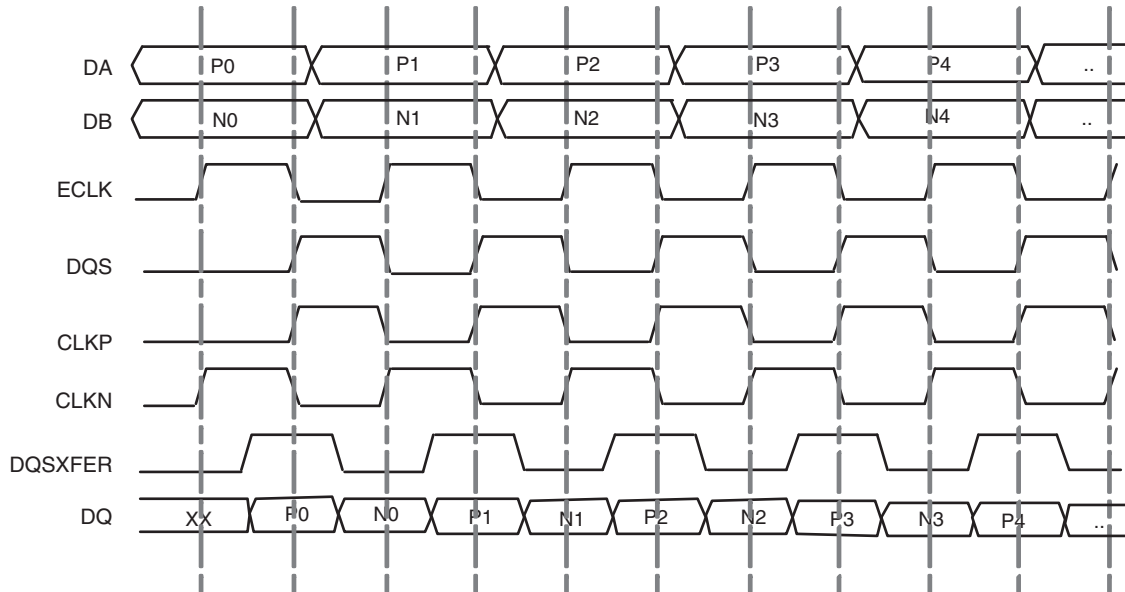 DA P0 P1 P2 P3 P4 ..
DB N0 N1 N2 N3 N4 ..
ECLK
DQS
CLKP
CLKN
DQSXFER
DQ XX P0 N0 P1 N1 P2 N2 P3 N3 P4 ..